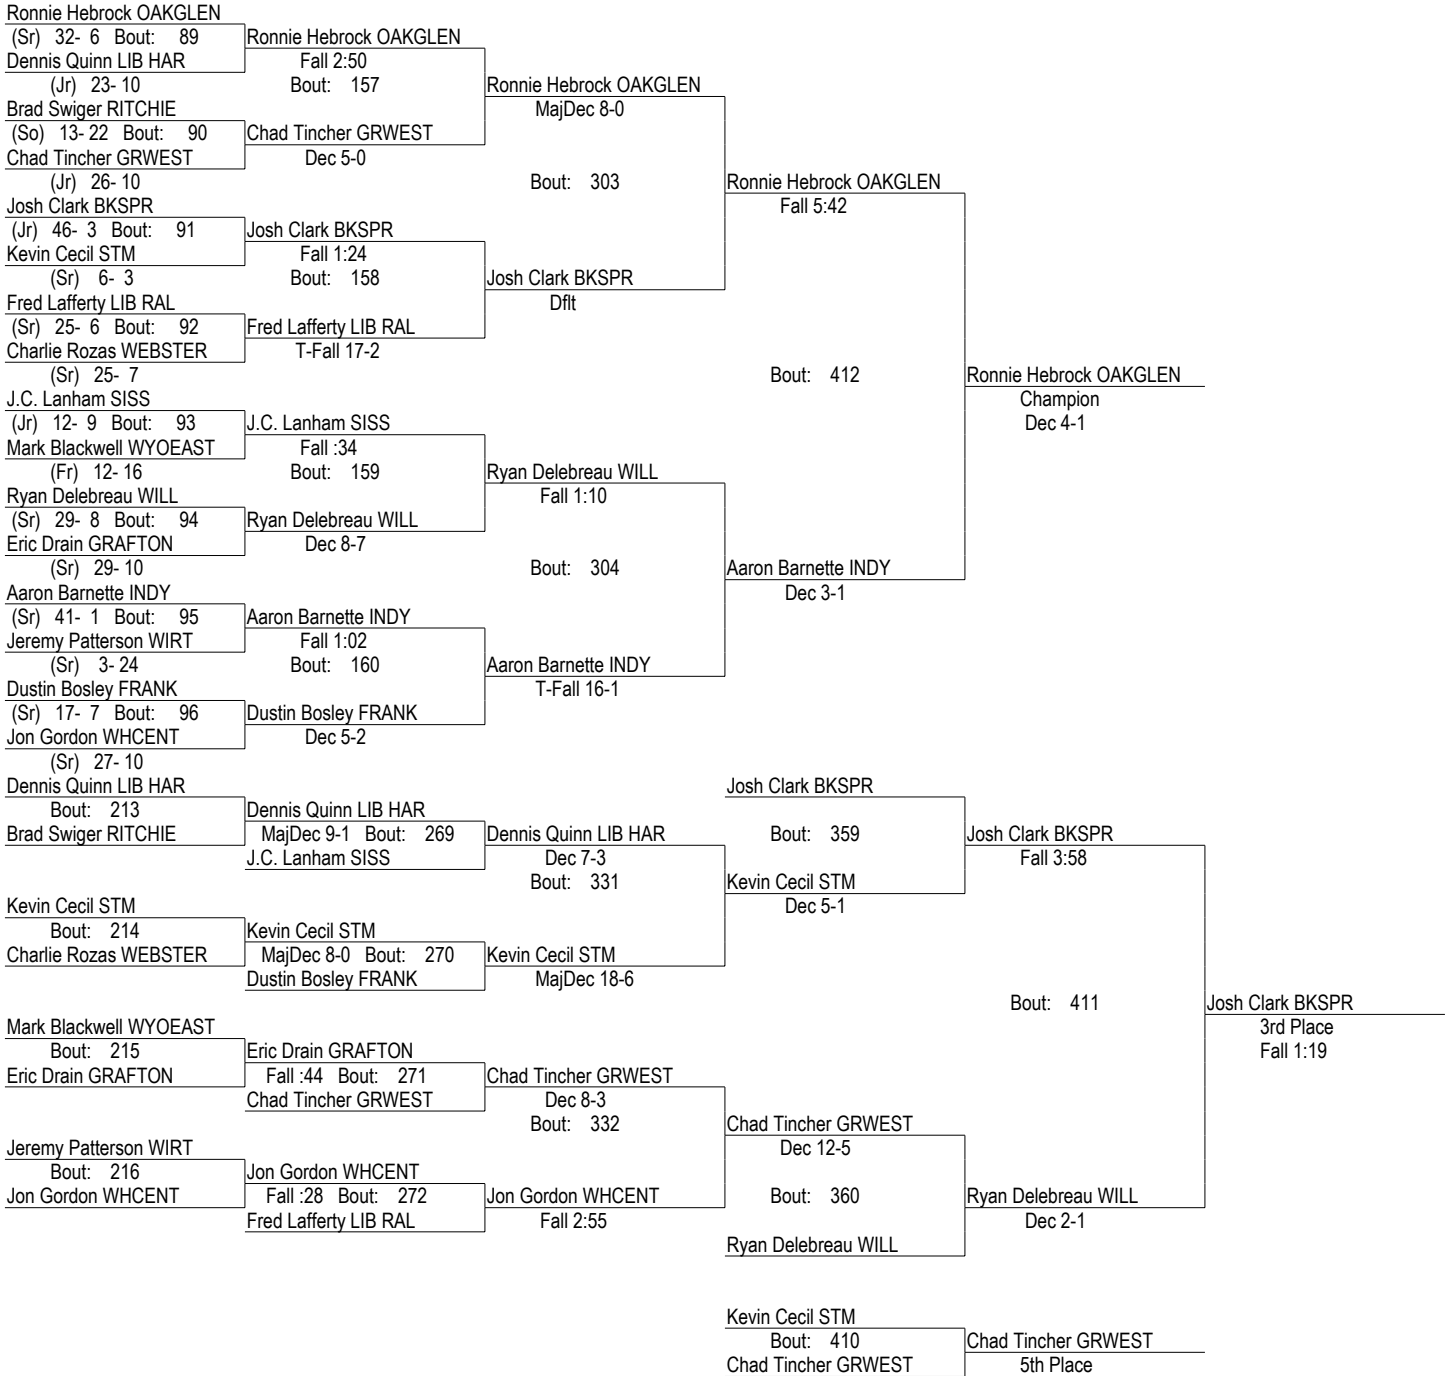 Ronnie Hebrock OAKGLEN
(Sr) 32- 6 Bout: 89 Ronnie Hebrock OAKGLEN
Dennis Quinn LIB HAR Fall 2:50
(Jr) 23- 10 Bout: 157 Ronnie Hebrock OAKGLEN
Brad Swiger RITCHIE MajDec 8-0
(So) 13- 22 Bout: 90 Chad Tincher GRWEST
Chad Tincher GRWEST Dec 5-0
(Jr) 26- 10 Bout: 303 Ronnie Hebrock OAKGLEN
Josh Clark BKSPR Fall 5:42
(Jr) 46- 3 Bout: 91 Josh Clark BKSPR
Kevin Cecil STM Fall 1:24
(Sr) 6- 3 Bout: 158 Josh Clark BKSPR
Fred Lafferty LIB RAL Dflt
(Sr) 25- 6 Bout: 92 Fred Lafferty LIB RAL
Charlie Rozas WEBSTER T-Fall 17-2
(Sr) 25- 7 Bout: 412 Ronnie Hebrock OAKGLEN
J.C. Lanham SISS Champion
(Jr) 12- 9 Bout: 93 J.C. Lanham SISS Dec 4-1
Mark Blackwell WYOEAST Fall :34
(Fr) 12- 16 Bout: 159 Ryan Delebreau WILL
Ryan Delebreau WILL Fall 1:10
(Sr) 29- 8 Bout: 94 Ryan Delebreau WILL
Eric Drain GRAFTON Dec 8-7
(Sr) 29- 10 Bout: 304 Aaron Barnette INDY
Aaron Barnette INDY Dec 3-1
(Sr) 41- 1 Bout: 95 Aaron Barnette INDY
Jeremy Patterson WIRT Fall 1:02
(Sr) 3- 24 Bout: 160 Aaron Barnette INDY
Dustin Bosley FRANK T-Fall 16-1
(Sr) 17- 7 Bout: 96 Dustin Bosley FRANK
Jon Gordon WHCENT Dec 5-2
(Sr) 27- 10
Dennis Quinn LIB HAR Josh Clark BKSPR
Bout: 213 Dennis Quinn LIB HAR
Brad Swiger RITCHIE MajDec 9-1 Bout: 269 Dennis Quinn LIB HAR Bout: 359 Josh Clark BKSPR
J.C. Lanham SISS Dec 7-3 Fall 3:58
Bout: 331 Kevin Cecil STM
Kevin Cecil STM Dec 5-1
Bout: 214 Kevin Cecil STM
Charlie Rozas WEBSTER MajDec 8-0 Bout: 270 Kevin Cecil STM
Dustin Bosley FRANK MajDec 18-6
Bout: 411 Josh Clark BKSPR
Mark Blackwell WYOEAST 3rd Place
Bout: 215 Eric Drain GRAFTON Fall 1:19
Eric Drain GRAFTON Fall :44 Bout: 271 Chad Tincher GRWEST
Chad Tincher GRWEST Dec 8-3
Bout: 332 Chad Tincher GRWEST
Jeremy Patterson WIRT Dec 12-5
Bout: 216 Jon Gordon WHCENT
Jon Gordon WHCENT Fall :28 Bout: 272 Jon Gordon WHCENT Bout: 360 Ryan Delebreau WILL
Fred Lafferty LIB RAL Fall 2:55 Dec 2-1
Ryan Delebreau WILL
Kevin Cecil STM
Bout: 410 Chad Tincher GRWEST
Chad Tincher GRWEST 5th Place